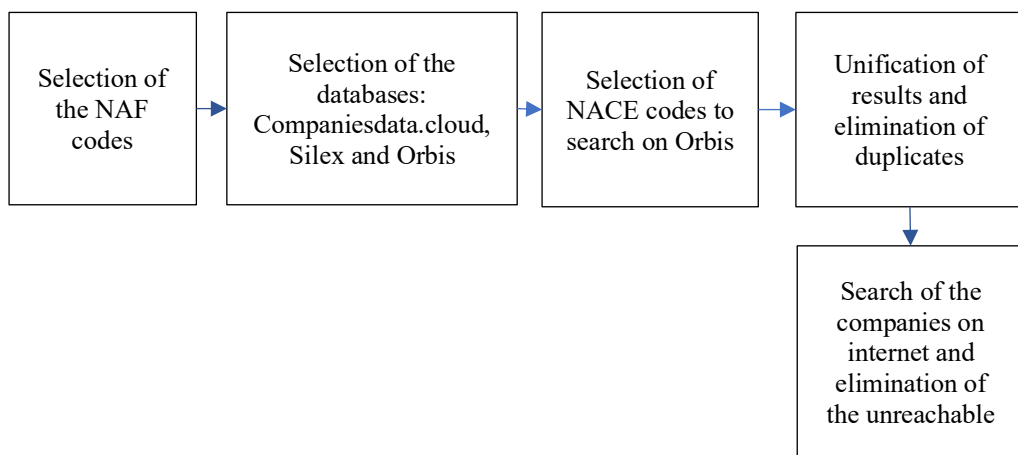 Selection of
the NAF
codes
Selection of the
databases:
Companiesdata.cloud,
Silex and Orbis
Selection of
NACE codes to
search on Orbis
Unification of
results and
elimination of
duplicates
Search of the
companies on
internet and
elimination of
the unreachable